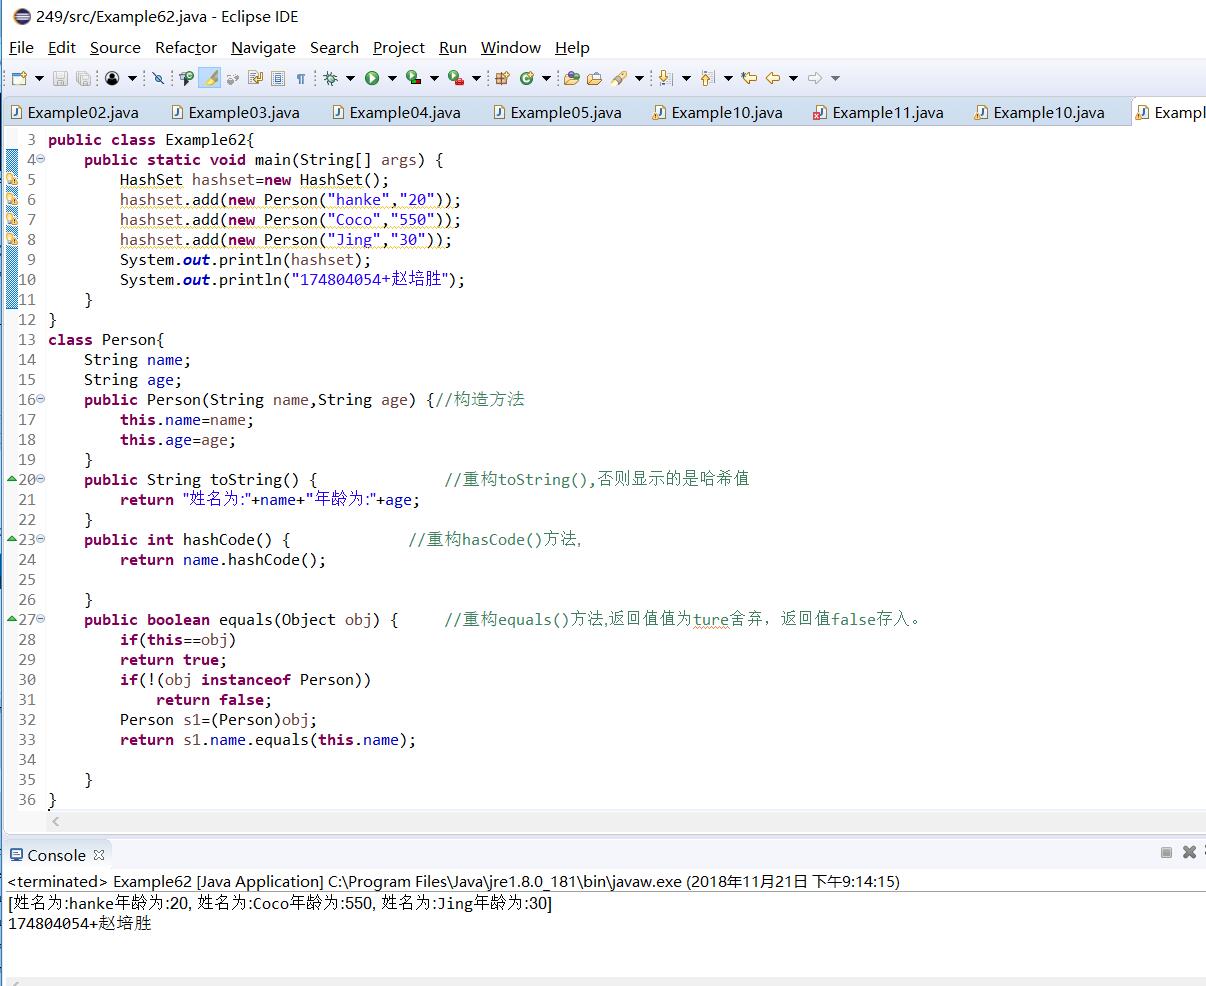 249/src/Example62.java - Eclipse IDE
File Edit Source Refactor Navigate Search Project Run Window Help
Example02.java Example03.java Example04.java Example05.java Example10.java Example11.java Example10.java Exampl
3 public class Example62{
4 public static void main(String[] args) {
5 HashSet hashset=new HashSet();
6 hashset.add(new Person("hanke","20"));
7 hashset.add(new Person("Coco","550"));
8 hashset.add(new Person("Jing","30"));
9 System.out.println(hashset);
10 System.out.println("174804054+赵培胜");
11 }
12 }
13 class Person{
14 String name;
15 String age;
16 public Person(String name,String age) {//构造方法
17 this.name=name;
18 this.age=age;
19 }
20 public String toString() { //重构toString(),否则显示的是哈希值
21 return "姓名为:"+name+"年龄为:"+age;
22 }
23 public int hashCode() { //重构hasCode()方法,
24 return name.hashCode();
25
26 }
27 public boolean equals(Object obj) { //重构equals()方法,返回值值为ture舍弃，返回值false存入。
28 if(this==obj)
29 return true;
30 if(!(obj instanceof Person))
31 return false;
32 Person s1=(Person)obj;
33 return s1.name.equals(this.name);
34
35 }
36 }
Console
<terminated> Example62 [Java Application] C:\Program Files\Java\jre1.8.0_181\bin\javaw.exe (2018年11月21日 下午9:14:15)
[姓名为:hanke年龄为:20, 姓名为:Coco年龄为:550, 姓名为:Jing年龄为:30]
174804054+赵培胜